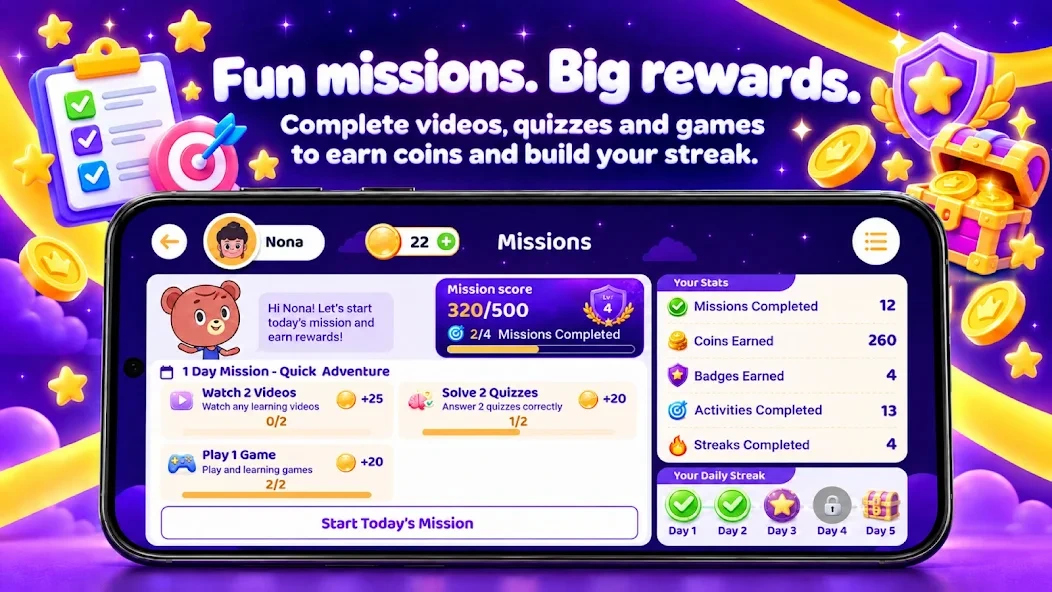 Fun missions. Big rewards.
Complete videos, quizzes and games
to earn coins and build your streak.
Nona
22
Missions
Hi Nona! Let's start
today's mission and
earn rewards!
Mission score
320/500
2/4 Missions Completed
Lv:
4
1 Day Mission - Quick Adventure
Watch 2 Videos
Watch any learning videos
+25
0/2
Solve 2 Quizzes
Answer 2 quizzes correctly
+20
1/2
Play 1 Game
Play and learning games
+20
2/2
Start Today's Mission
Your Stats
Missions Completed 12
Coins Earned 260
Badges Earned 4
Activities Completed 13
Streaks Completed 4
Your Daily Streak
Day 1 Day 2 Day 3 Day 4 Day 5